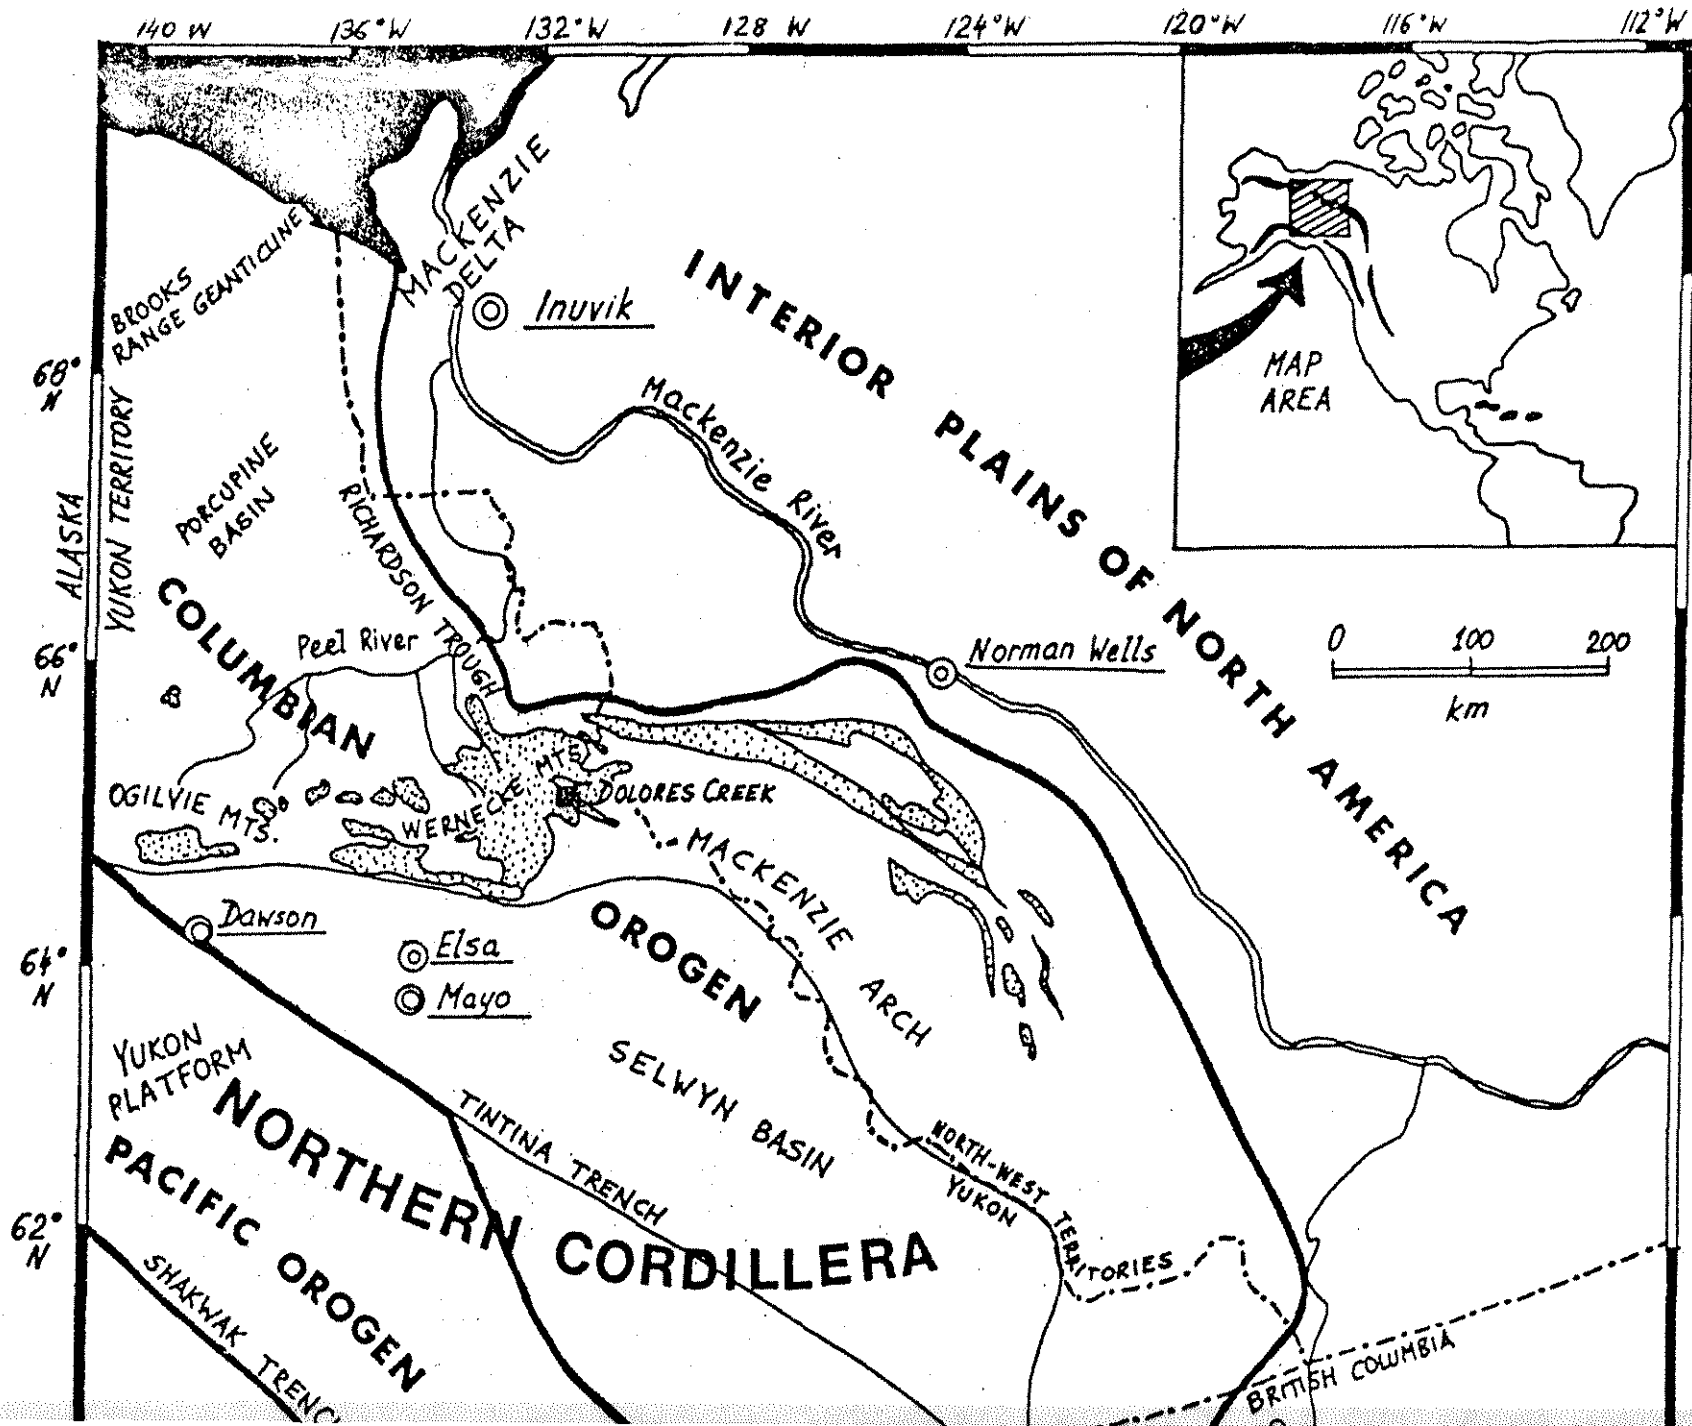 140 W 136°W 132°W 128 W 124°W 120°W 116°W 112°W
MACKENZIE
DELTA
BROOKS
RANGE GEANTICLINE
Inuvik
INTERIOR PLAINS OF NORTH AMERICA
MAP
AREA
68°
N
Mackenzie River
ALASKA
YUKON TERRITORY
PORCUPINE
BASIN
RICHARDSON TROUGH
COLUMBIAN
Peel River
66°
N
Norman Wells
0 100 200
km
OGILVIE MTS.
WERNECKE MTS.
DOLORES CREEK
MACKENZIE ARCH
Dawson
OROGEN
Elsa
64°
N
Mayo
YUKON
PLATFORM
SELWYN BASIN
NORTHERN CORDILLERA
TINTINA TRENCH
NORTH-WEST TERRITORIES
YUKON
PACIFIC OROGEN
62°
N
SHAKWAK TRENCH
BRITISH COLUMBIA